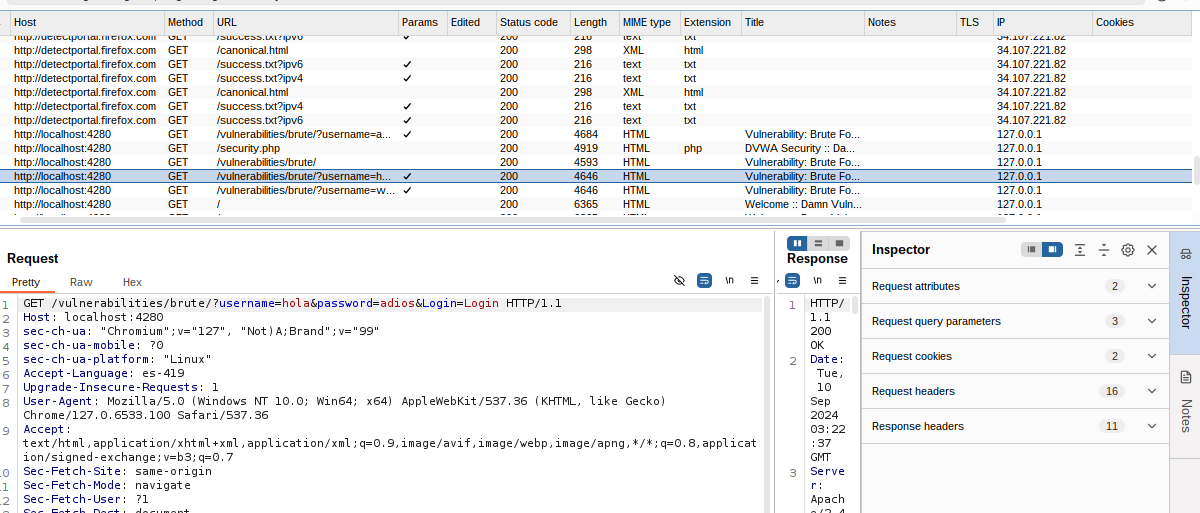 Host Method URL Params Edited Status code Length MIME type Extension Title Notes TLS IP Cookies
http://detectportal.firefox.com GET /success.txt?ipv6 ✓ 200 216 text txt 34.107.221.82
http://detectportal.firefox.com GET /canonical.html 200 298 XML html 34.107.221.82
http://detectportal.firefox.com GET /success.txt?ipv6 ✓ 200 216 text txt 34.107.221.82
http://detectportal.firefox.com GET /success.txt?ipv4 ✓ 200 216 text txt 34.107.221.82
http://detectportal.firefox.com GET /canonical.html 200 298 XML html 34.107.221.82
http://detectportal.firefox.com GET /success.txt?ipv4 ✓ 200 216 text txt 34.107.221.82
http://detectportal.firefox.com GET /success.txt?ipv6 ✓ 200 216 text txt 34.107.221.82
http://localhost:4280 GET /vulnerabilities/brute/?username=a... ✓ 200 4684 HTML Vulnerability: Brute Fo... 127.0.0.1
http://localhost:4280 GET /security.php 200 4919 HTML php DVWA Security :: Da... 127.0.0.1
http://localhost:4280 GET /vulnerabilities/brute/ 200 4593 HTML Vulnerability: Brute Fo... 127.0.0.1
http://localhost:4280 GET /vulnerabilities/brute/?username=h... ✓ 200 4646 HTML Vulnerability: Brute Fo... 127.0.0.1
http://localhost:4280 GET /vulnerabilities/brute/?username=w... ✓ 200 4646 HTML Vulnerability: Brute Fo... 127.0.0.1
http://localhost:4280 GET / 200 6365 HTML Welcome :: Damn Vuln... 127.0.0.1
Request
Pretty Raw Hex
\n
1 GET /vulnerabilities/brute/?username=hola&password=adios&Login=Login HTTP/1.1
2 Host: localhost:4280
3 sec-ch-ua: "Chromium";v="127", "Not)A;Brand";v="99"
4 sec-ch-ua-mobile: ?0
5 sec-ch-ua-platform: "Linux"
6 Accept-Language: es-419
7 Upgrade-Insecure-Requests: 1
8 User-Agent: Mozilla/5.0 (Windows NT 10.0; Win64; x64) AppleWebKit/537.36 (KHTML, like Gecko)
Chrome/127.0.6533.100 Safari/537.36
9 Accept:
text/html,application/xhtml+xml,application/xml;q=0.9,image/avif,image/webp,image/apng,*/*;q=0.8,applicat
ion/signed-exchange;v=b3;q=0.7
10 Sec-Fetch-Site: same-origin
11 Sec-Fetch-Mode: navigate
12 Sec-Fetch-User: ?1
Sec-Fetch-Dest: document
Response
\n
1 HTTP/
1.1
200
OK
2 Date:
Tue,
10
Sep
2024
03:22
:37
GMT
3 Serve
r:
Apach
e/2.4
Inspector
Request attributes 2
Request query parameters 3
Request cookies 2
Request headers 16
Response headers 11
Inspector
Notes